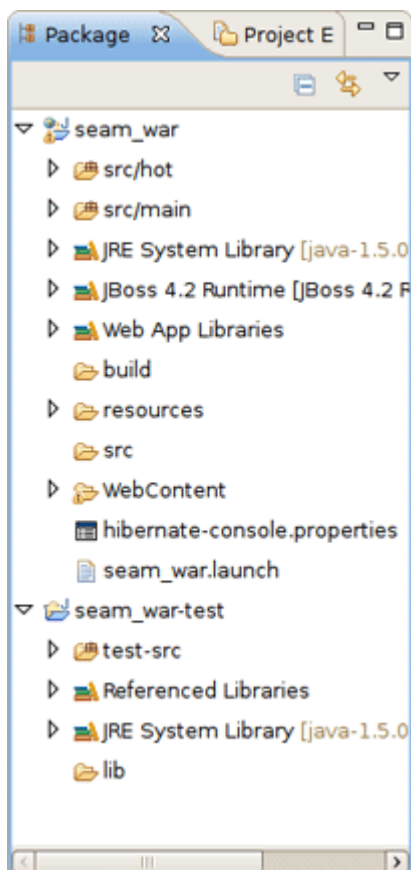 Package Project E
seam_war
src/hot
src/main
JRE System Library [java-1.5.0
JBoss 4.2 Runtime [JBoss 4.2 R
Web App Libraries
build
resources
src
WebContent
hibernate-console.properties
seam_war.launch
seam_war-test
test-src
Referenced Libraries
JRE System Library [java-1.5.0
lib